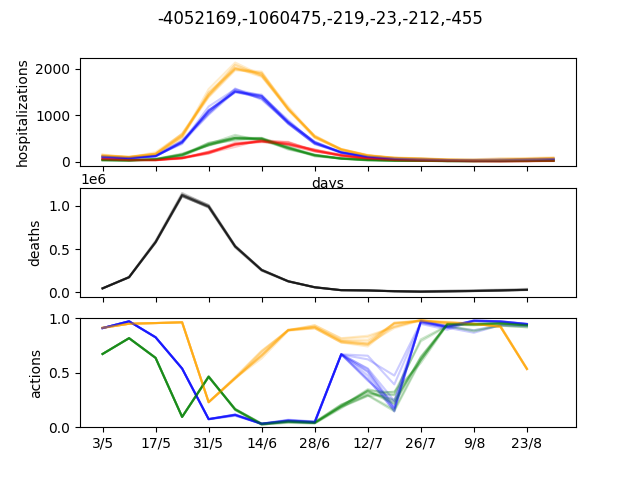 -4052169,-1060475,-219,-23,-212,-455
hospitalizations
2000
1000
0
days
1e6
deaths
1.0
0.5
0.0
actions
1.0
0.5
0.0
3/5 17/5 31/5 14/6 28/6 12/7 26/7 9/8 23/8